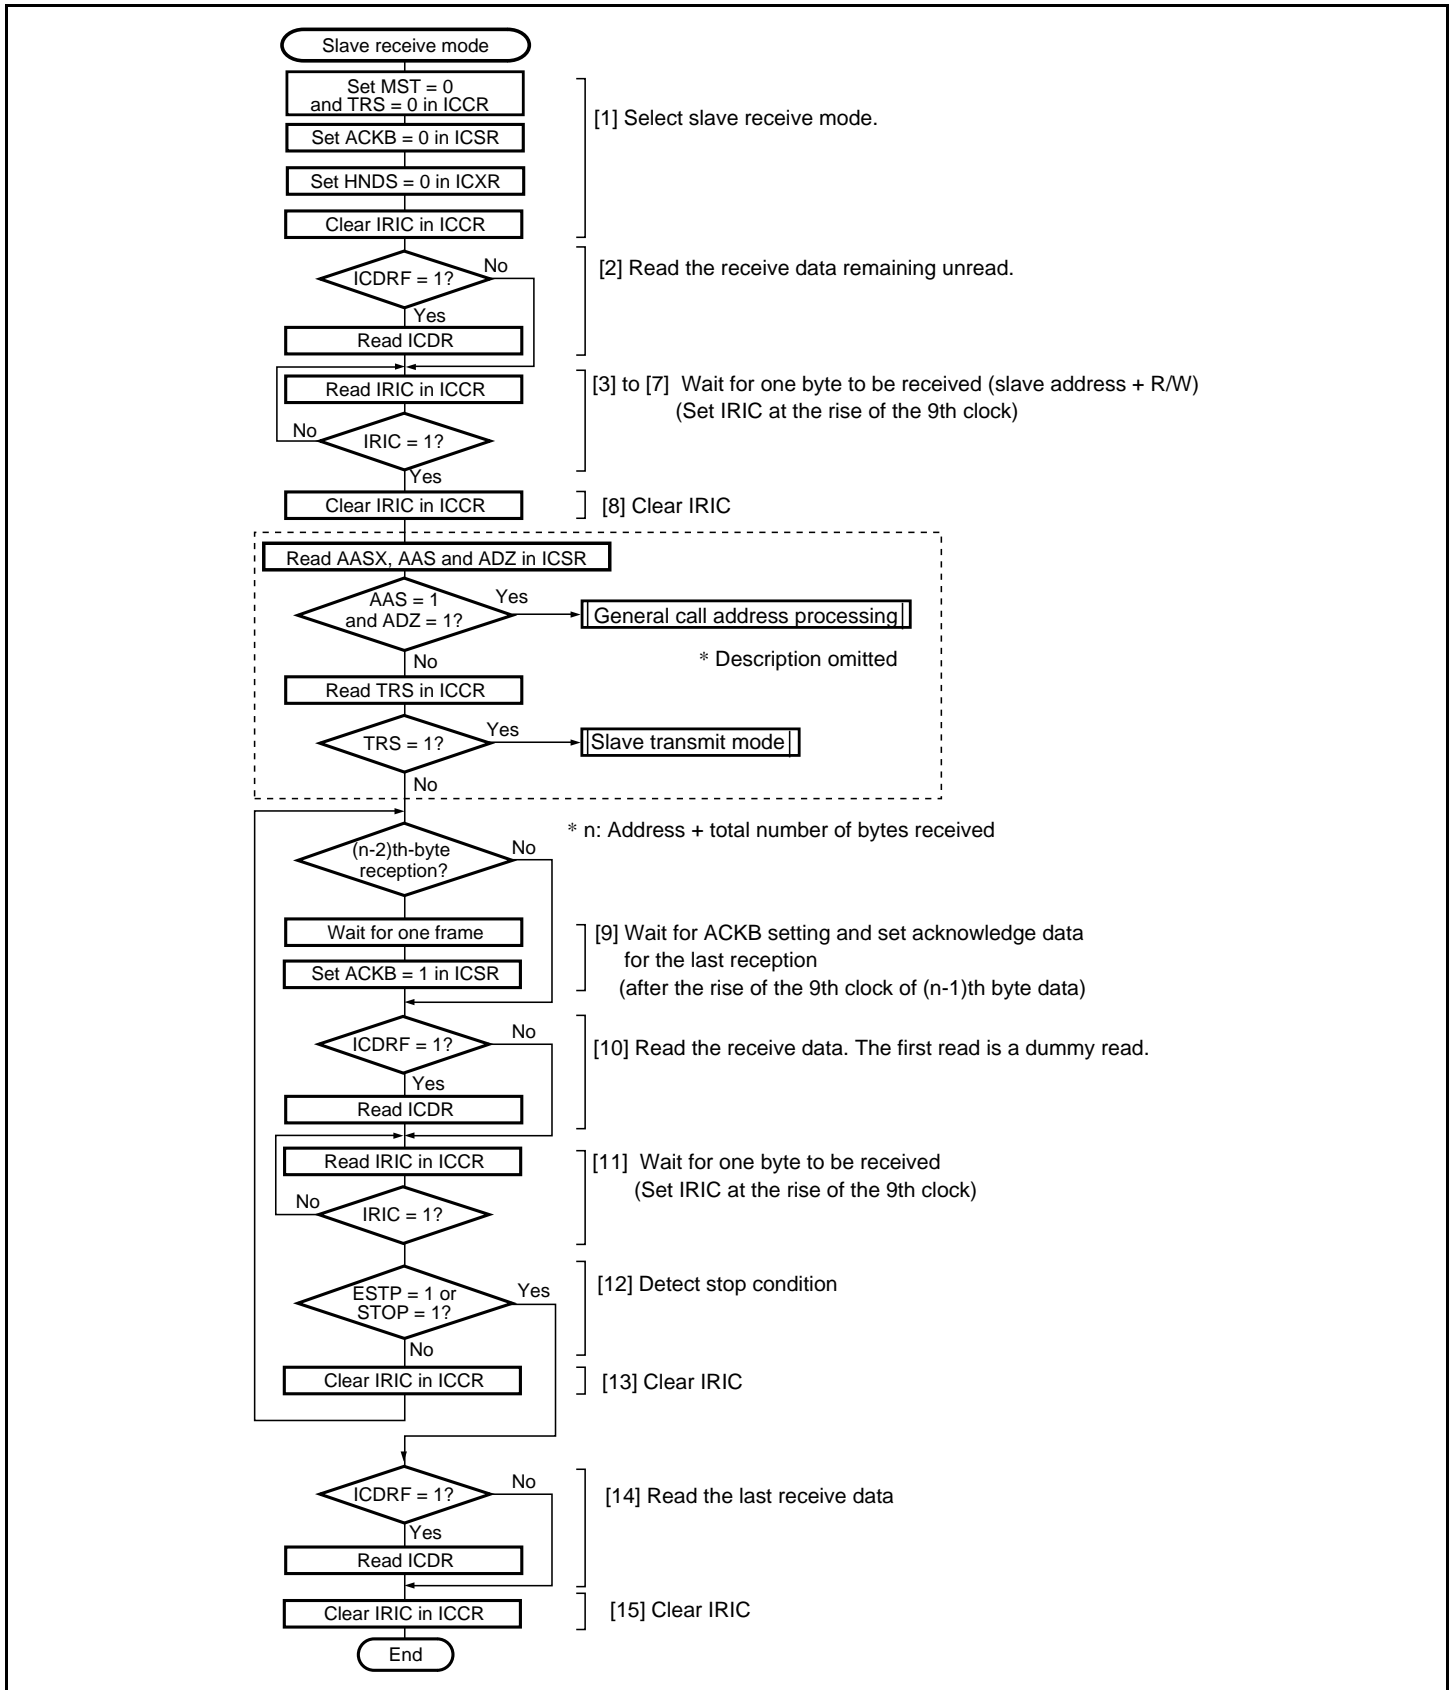 Slave receive mode
Set MST = 0
and TRS = 0 in ICCR
[1] Select slave receive mode.
Set ACKB = 0 in ICSR
Set HNDS = 0 in ICXR
Clear IRIC in ICCR
ICDRF = 1?
No
[2] Read the receive data remaining unread.
Yes
Read ICDR
Read IRIC in ICCR
[3] to [7] Wait for one byte to be received (slave address + R/W)
(Set IRIC at the rise of the 9th clock)
No
IRIC = 1?
Yes
Clear IRIC in ICCR
[8] Clear IRIC
Read AASX, AAS and ADZ in ICSR
AAS = 1
and ADZ = 1?
Yes
General call address processing
* Description omitted
No
Read TRS in ICCR
TRS = 1?
Yes
Slave transmit mode
No
* n: Address + total number of bytes received
(n-2)th-byte
reception?
No
Wait for one frame
[9] Wait for ACKB setting and set acknowledge data
for the last reception
(after the rise of the 9th clock of (n-1)th byte data)
Set ACKB = 1 in ICSR
ICDRF = 1?
No
[10] Read the receive data. The first read is a dummy read.
Yes
Read ICDR
Read IRIC in ICCR
[11] Wait for one byte to be received
(Set IRIC at the rise of the 9th clock)
No
IRIC = 1?
ESTP = 1 or
STOP = 1?
Yes
[12] Detect stop condition
No
Clear IRIC in ICCR
[13] Clear IRIC
ICDRF = 1?
No
[14] Read the last receive data
Yes
Read ICDR
Clear IRIC in ICCR
[15] Clear IRIC
End